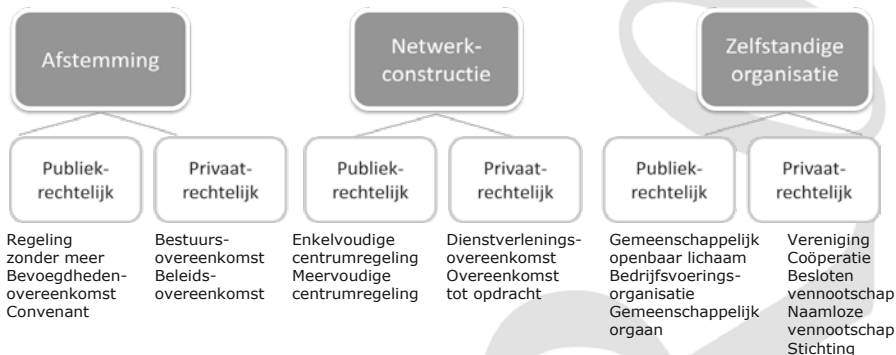 Afstemming
Netwerk-
constructie
Zelfstandige
organisatie
Publiek-
rechtelijk
Privaat-
rechtelijk
Publiek-
rechtelijk
Privaat-
rechtelijk
Publiek-
rechtelijk
Privaat-
rechtelijk
Regeling
zonder meer
Bevoegdheden-
overeenkomst
Convenant
Bestuurs-
overeenkomst
Beleids-
overeenkomst
Enkelvoudige
centrumregeling
Meervoudige
centrumregeling
Dienstverlenings-
overeenkomst
Overeenkomst
tot opdracht
Gemeenschappelijk
openbaar lichaam
Bedrijfsvoerings-
organisatie
Gemeenschappelijk
orgaan
Vereniging
Coöperatie
Besloten
vennootschap
Naamloze
vennootschap
Stichting